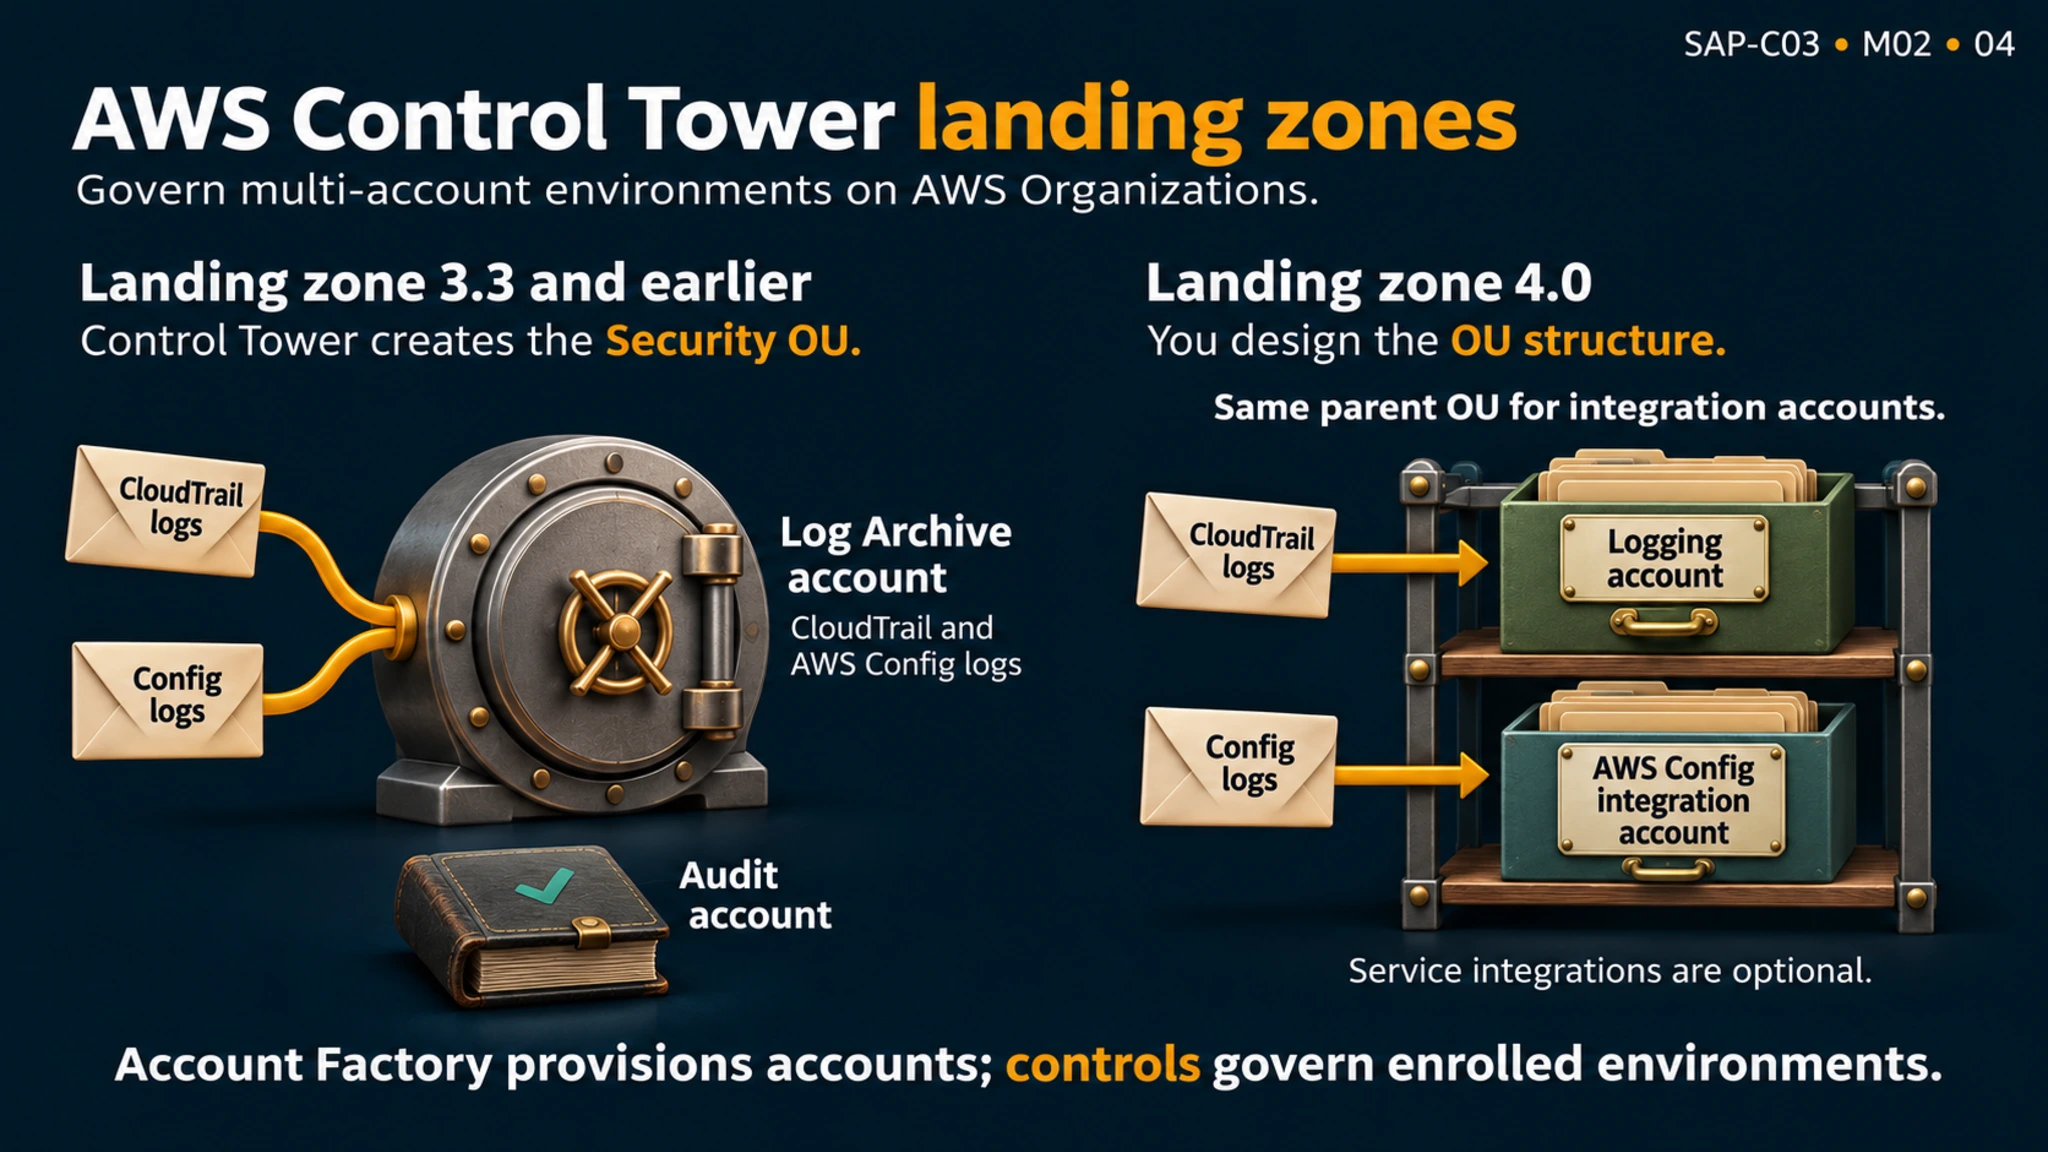 SAP-C03 • M02 • 04
AWS Control Tower landing zones
Govern multi-account environments on AWS Organizations.
Landing zone 3.3 and earlier
Control Tower creates the Security OU.
CloudTrail
logs
Config
logs
Log Archive
account
CloudTrail and
AWS Config logs
Audit
account
Landing zone 4.0
You design the OU structure.
Same parent OU for integration accounts.
CloudTrail
logs
Logging
account
Config
logs
AWS Config
integration
account
Service integrations are optional.
Account Factory provisions accounts; controls govern enrolled environments.